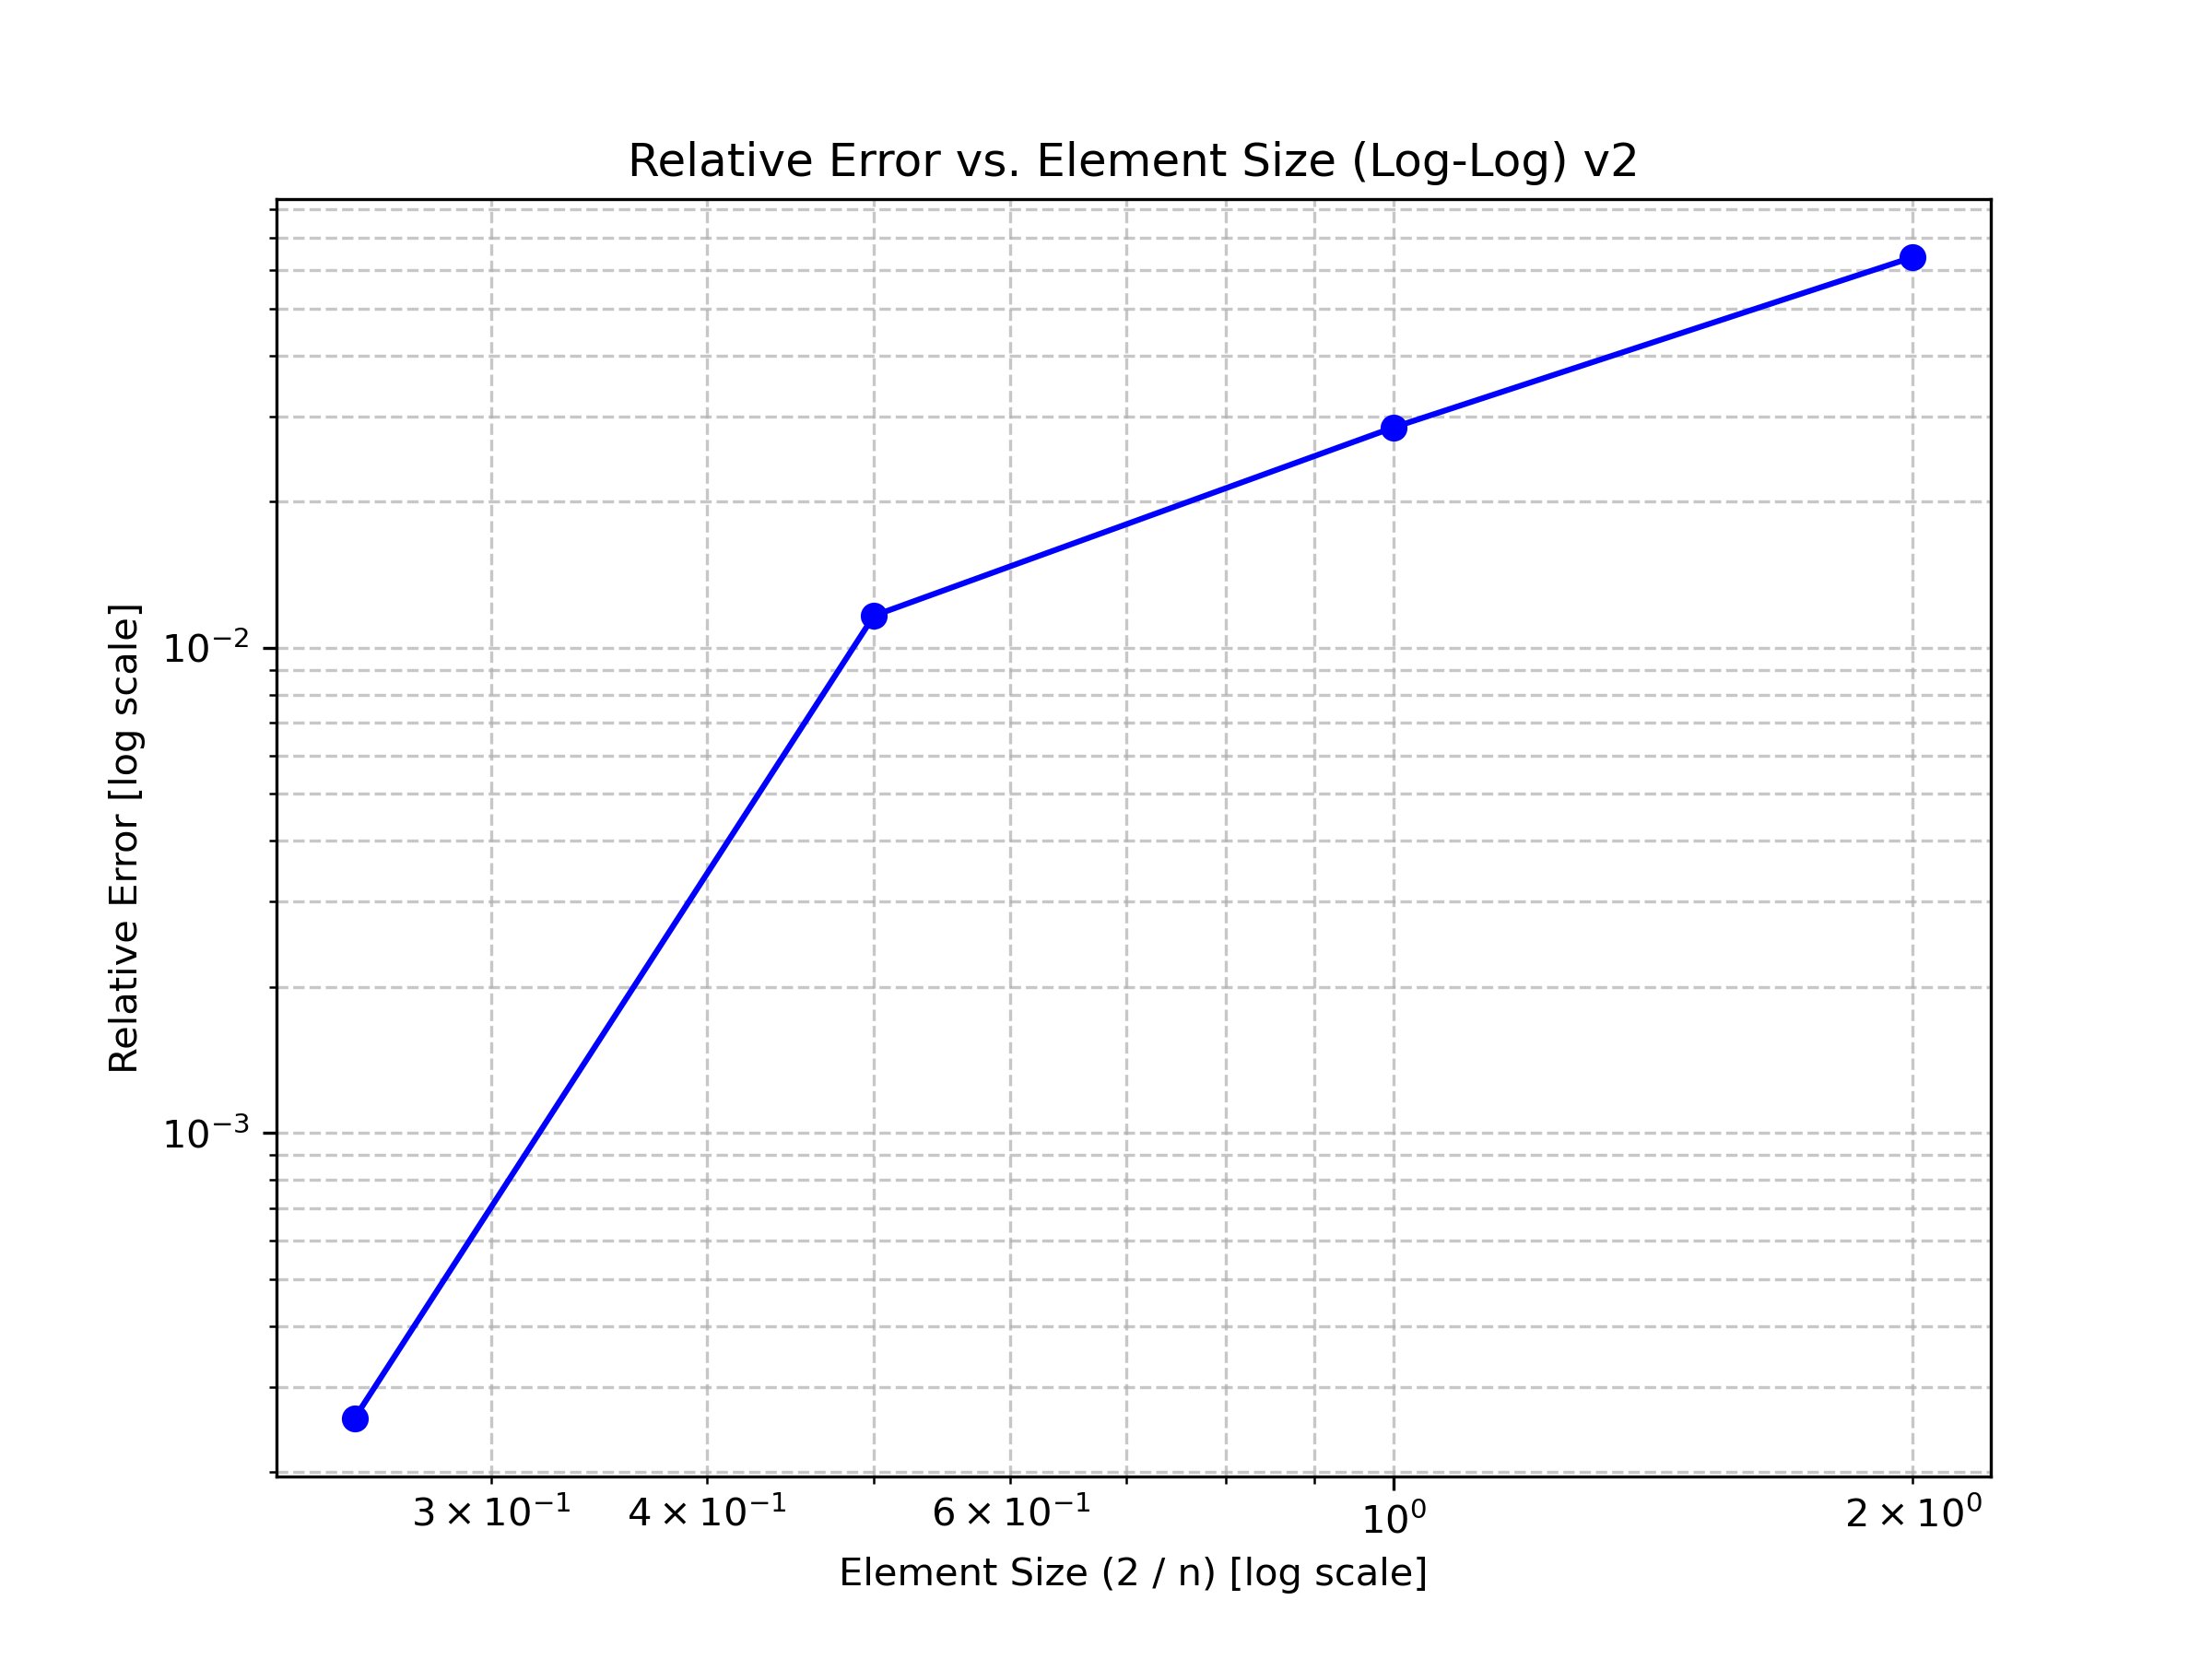 Relative Error vs. Element Size (Log-Log) v2
Relative Error [log scale]
10⁻²
10⁻³
3 × 10⁻¹
4 × 10⁻¹
6 × 10⁻¹
10⁰
2 × 10⁰
Element Size (2 / n) [log scale]